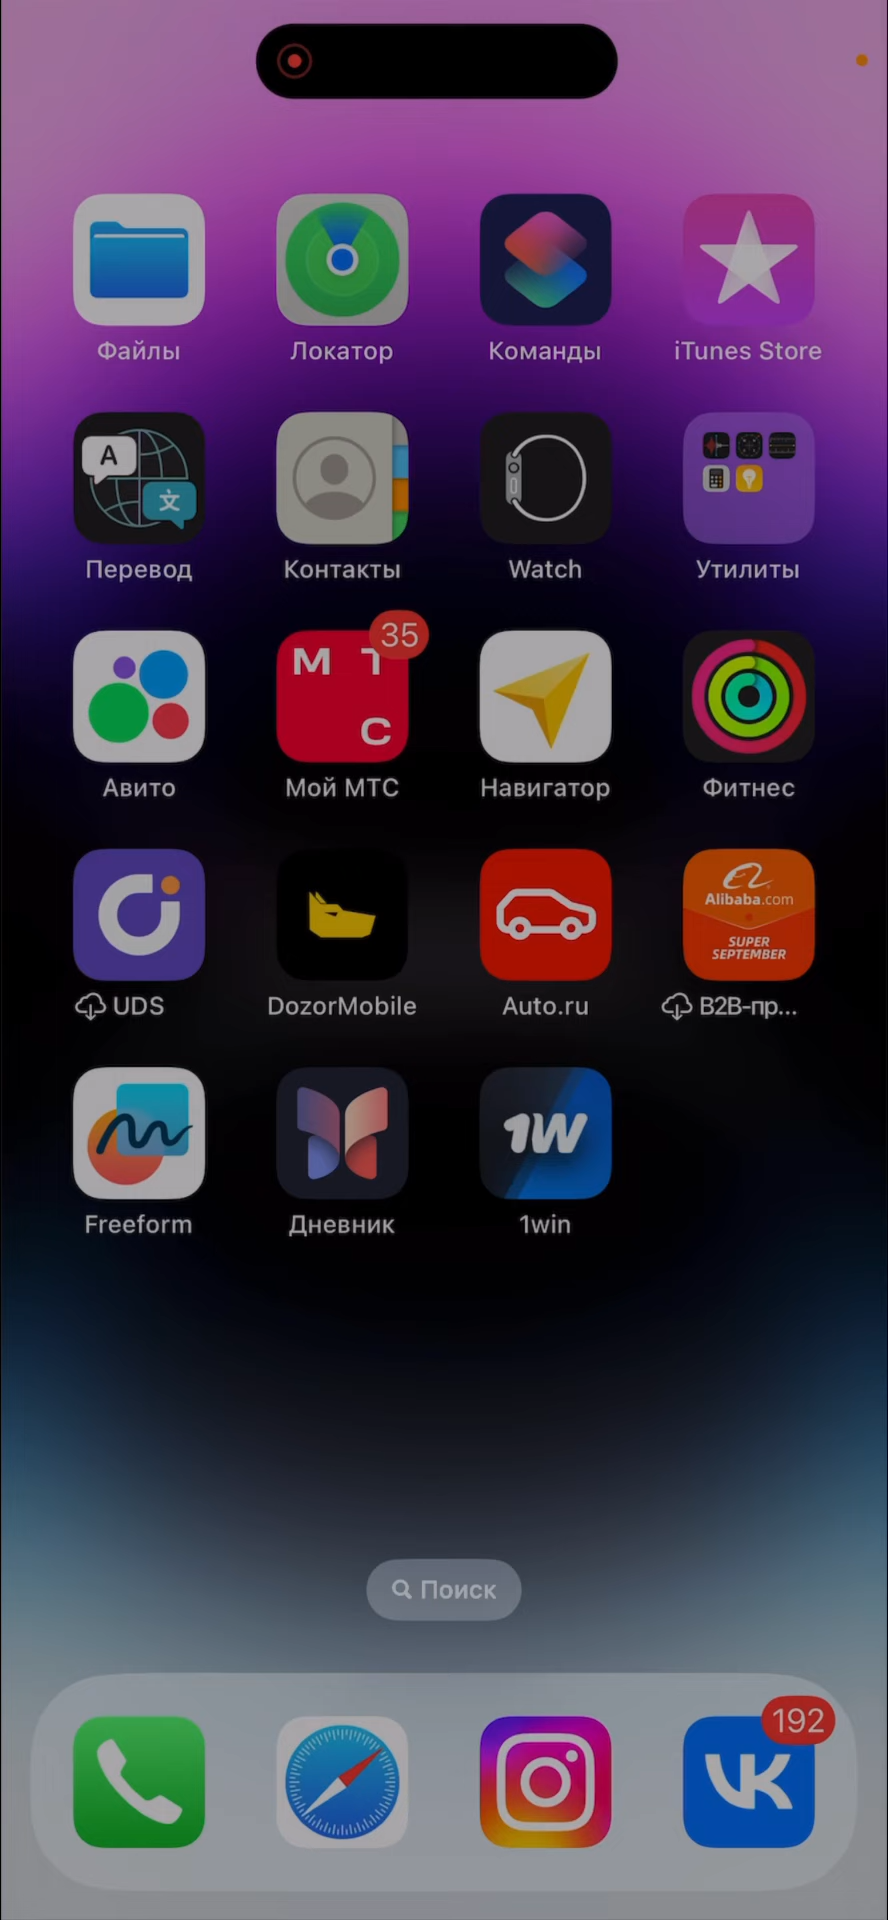 Файлы
Локатор
Команды
iTunes Store
A
文
Перевод
Контакты
Watch
Утилиты
Авито
35
М Т
С
Мой МТС
Навигатор
Фитнес
UDS
DozorMobile
Auto.ru
Alibaba.com
SUPER
SEPTEMBER
B2B-пр...
Freeform
Дневник
1W
1win
Поиск
192
VK